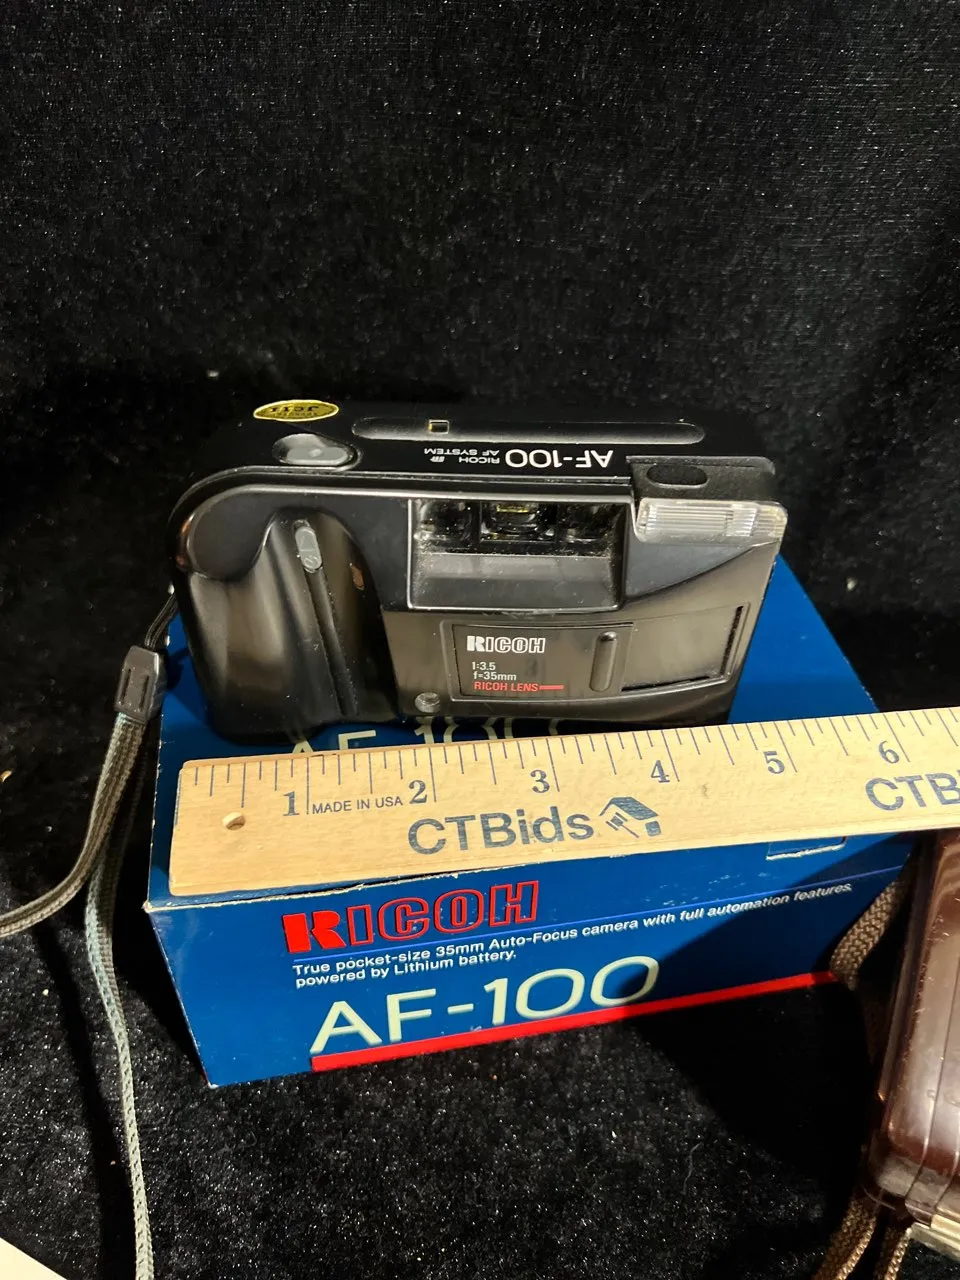 JCII
AF-100 RICOH
AF SYSTEM
RICOH
1:3.5
f=35mm
RICOH LENS
AF-100
1 MADE IN USA 2 3 4 5 6
CTBids CTB
RICOH
True pocket-size 35mm Auto-Focus camera with full automation features.
powered by Lithium battery.
AF-100